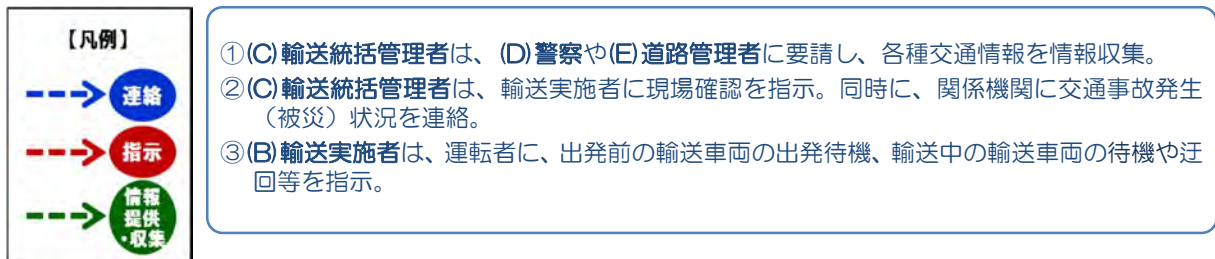 【凡例】
連絡
指示
情報
提供
・収集
①(C)輸送統括管理者は、(D)警察や(E)道路管理者に要請し、各種交通情報を情報収集。
②(C)輸送統括管理者は、輸送実施者に現場確認を指示。同時に、関係機関に交通事故発生
（被災）状況を連絡。
③(B)輸送実施者は、運転者に、出発前の輸送車両の出発待機、輸送中の輸送車両の待機や迂
回等を指示。